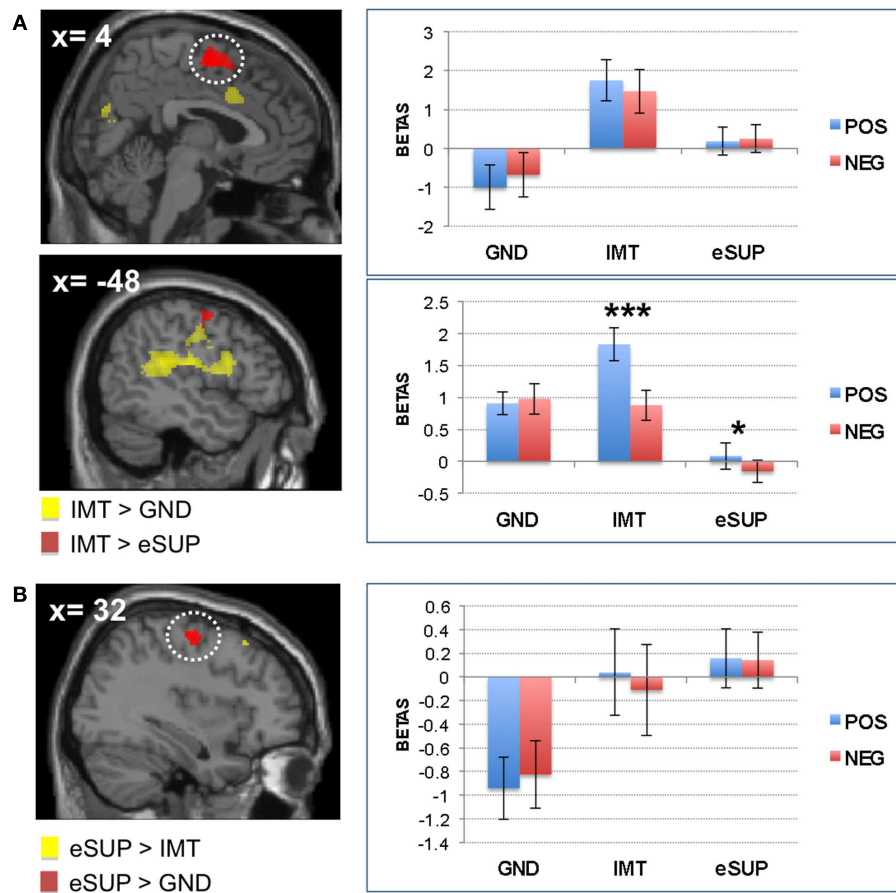 A
x= 4
3
2
1
0
-1
-2
BETAS
GND
IMT
eSUP
POS
NEG
x= -48
2.5
2
1.5
1
0.5
0
-0.5
BETAS
***
*
GND
IMT
eSUP
POS
NEG
IMT > GND
IMT > eSUP
B
x= 32
0.6
0.4
0.2
0
-0.2
-0.4
-0.6
-0.8
-1
-1.2
-1.4
BETAS
GND
IMT
eSUP
POS
NEG
eSUP > IMT
eSUP > GND